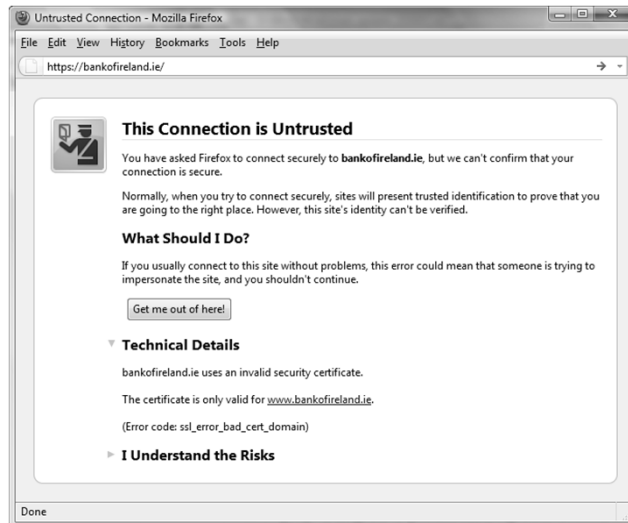 Untrusted Connection - Mozilla Firefox
File Edit View History Bookmarks Tools Help
https://bankofireland.ie/
This Connection is Untrusted
You have asked Firefox to connect securely to bankofireland.ie, but we can't confirm that your
connection is secure.
Normally, when you try to connect securely, sites will present trusted identification to prove that you
are going to the right place. However, this site's identity can't be verified.
What Should I Do?
If you usually connect to this site without problems, this error could mean that someone is trying to
impersonate the site, and you shouldn't continue.
Get me out of here!
Technical Details
bankofireland.ie uses an invalid security certificate.
The certificate is only valid for www.bankofireland.ie.
(Error code: ssl_error_bad_cert_domain)
I Understand the Risks
Done